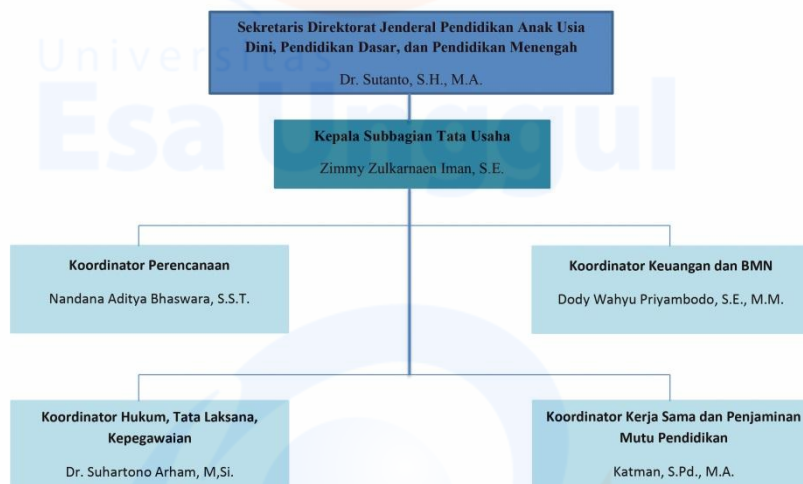 Universitas
Esa Unggul
Sekretaris Direktorat Jenderal Pendidikan Anak Usia
Dini, Pendidikan Dasar, dan Pendidikan Menengah
Dr. Sutanto, S.H., M.A.
Kepala Subbagian Tata Usaha
Zimmy Zulkarnaen Iman, S.E.
Koordinator Perencanaan
Nandana Aditya Bhaswara, S.S.T.
Koordinator Keuangan dan BMN
Dody Wahyu Priyambodo, S.E., M.M.
Koordinator Hukum, Tata Laksana,
Kepegawaian
Dr. Suhartono Arham, M,Si.
Koordinator Kerja Sama dan Penjaminan
Mutu Pendidikan
Katman, S.Pd., M.A.